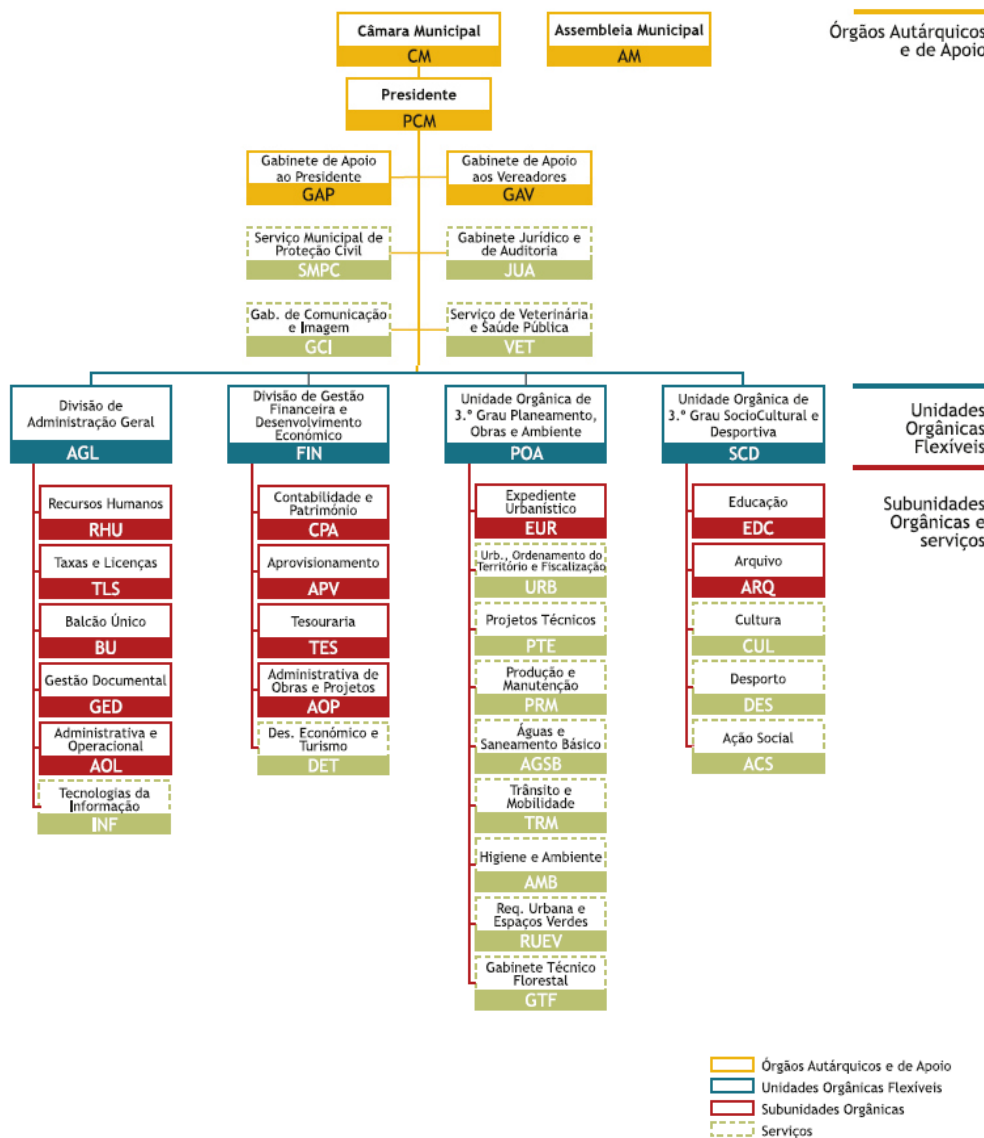 Câmara Municipal
CM
Assembleia Municipal
AM
Órgãos Autárquicos
e de Apoio
Presidente
PCM
Gabinete de Apoio
ao Presidente
GAP
Gabinete de Apoio
aos Vereadores
GAV
Serviço Municipal de
Proteção Civil
SMPC
Gabinete Jurídico e
de Auditoria
JUA
Gab. de Comunicação
e Imagem
GCI
Serviço de Veterinária
e Saúde Pública
VET
Divisão de
Administração Geral
AGL
Divisão de Gestão
Financeira e
Desenvolvimento
Económico
FIN
Unidade Orgânica de
3.º Grau Planeamento,
Obras e Ambiente
POA
Unidade Orgânica de
3.º Grau SocioCultural e
Desportiva
SCD
Unidades
Orgânicas
Flexíveis
Recursos Humanos
RHU
Taxas e Licenças
TLS
Balcão Único
BU
Gestão Documental
GED
Administrativa e
Operacional
AOL
Tecnologias da
Informação
INF
Contabilidade e
Património
CPA
Aprovisionamento
APV
Tesouraria
TES
Administrativa de
Obras e Projetos
AOP
Des. Económico e
Turismo
DET
Expediente
Urbanístico
EUR
Urb., Ordenamento do
Território e Fiscalização
URB
Projetos Técnicos
PTE
Produção e
Manutenção
PRM
Águas e
Saneamento Básico
AGSB
Trânsito e
Mobilidade
TRM
Higiene e Ambiente
AMB
Req. Urbana e
Espaços Verdes
RUEV
Gabinete Técnico
Florestal
GTF
Educação
EDC
Arquivo
ARQ
Cultura
CUL
Desporto
DES
Ação Social
ACS
Subunidades
Orgânicas e
serviços
Órgãos Autárquicos e de Apoio
Unidades Orgânicas Flexíveis
Subunidades Orgânicas
Serviços